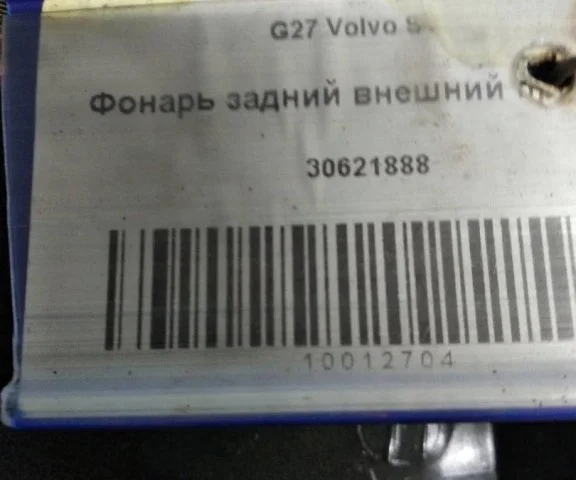 G27 Volvo S
Фонарь задний внешний
30621888
10012704